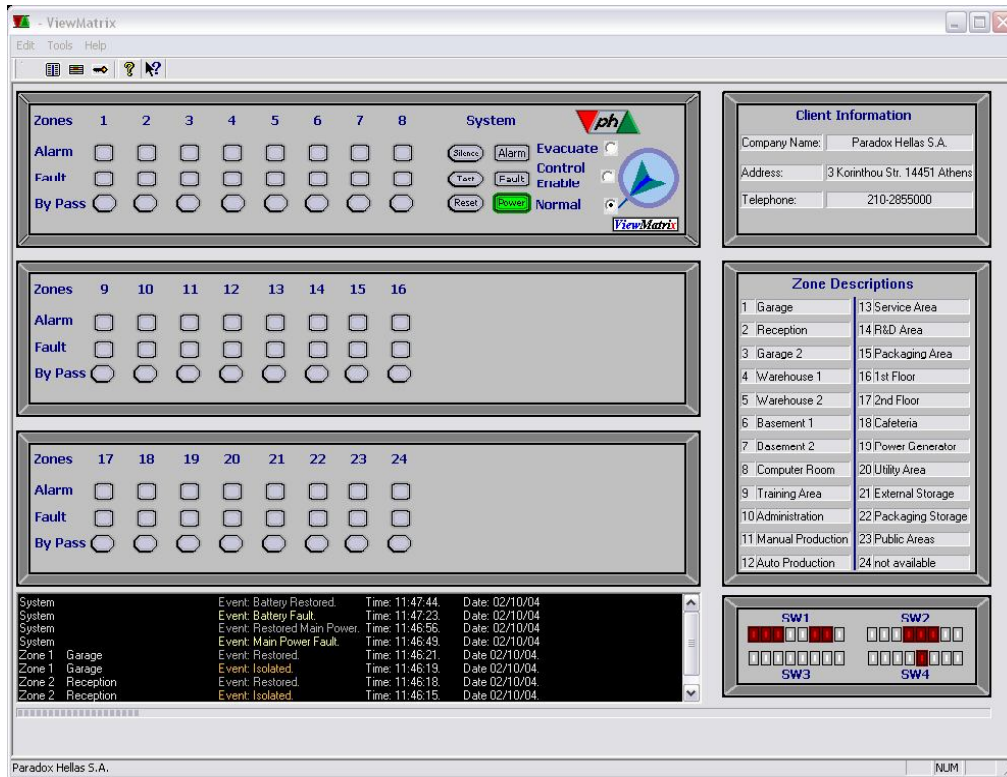 - ViewMatrix
Edit Tools Help
Zones 1 2 3 4 5 6 7 8 System ph
Alarm Silence Alarm Evacuate
Fault Test Fault Control Enable
By Pass Reset Power Normal
ViewMatrix
Zones 9 10 11 12 13 14 15 16
Alarm
Fault
By Pass
Zones 17 18 19 20 21 22 23 24
Alarm
Fault
By Pass
System Event: Battery Restored. Time: 11:47:44. Date: 02/10/04
System Event: Battery Fault. Time: 11:47:23. Date: 02/10/04
System Event: Restored Main Power. Time: 11:46:56. Date: 02/10/04
System Event: Main Power Fault. Time: 11:46:49. Date: 02/10/04
Zone 1 Garage Event: Restored. Time: 11:46:21. Date 02/10/04.
Zone 1 Garage Event: Isolated. Time: 11:46:19. Date 02/10/04.
Zone 2 Reception Event: Restored. Time: 11:46:18. Date 02/10/04.
Zone 2 Reception Event: Isolated. Time: 11:46:15. Date 02/10/04.
Client Information
Company Name: Paradox Hellas S.A.
Address: 3 Korinthou Str. 14451 Athens
Telephone: 210-2855000
Zone Descriptions
1 Garage 13 Service Area
2 Reception 14 R&D Area
3 Garage 2 15 Packaging Area
4 Warehouse 1 16 1st Floor
5 Warehouse 2 17 2nd Floor
6 Basement 1 18 Cafeteria
7 Basement 2 19 Power Generator
8 Computer Room 20 Utility Area
9 Training Area 21 External Storage
10 Administration 22 Packaging Storage
11 Manual Production 23 Public Areas
12 Auto Production 24 not available
SW1 SW2
SW3 SW4
Paradox Hellas S.A. NUM